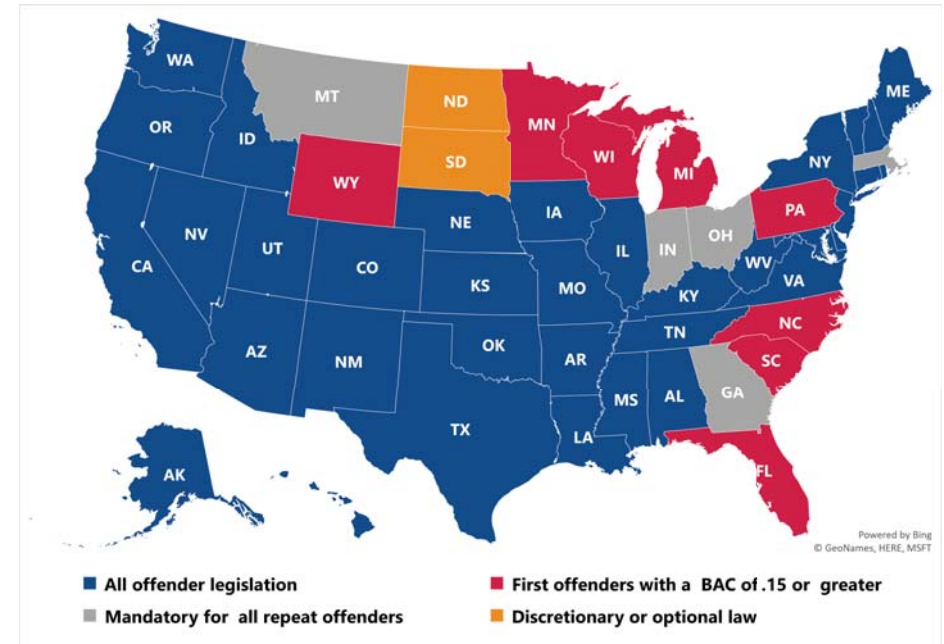 WA
MT
ND
MN
ME
OR
ID
WY
SD
WI
MI
NY
NV
UT
CO
NE
IA
IL
IN
OH
PA
WV
VA
CA
KS
MO
KY
AZ
NM
OK
AR
TN
NC
SC
TX
LA
MS
AL
GA
FL
AK
Powered by Bing
© GeoNames, HERE, MSFT
All offender legislation
First offenders with a BAC of .15 or greater
Mandatory for all repeat offenders
Discretionary or optional law